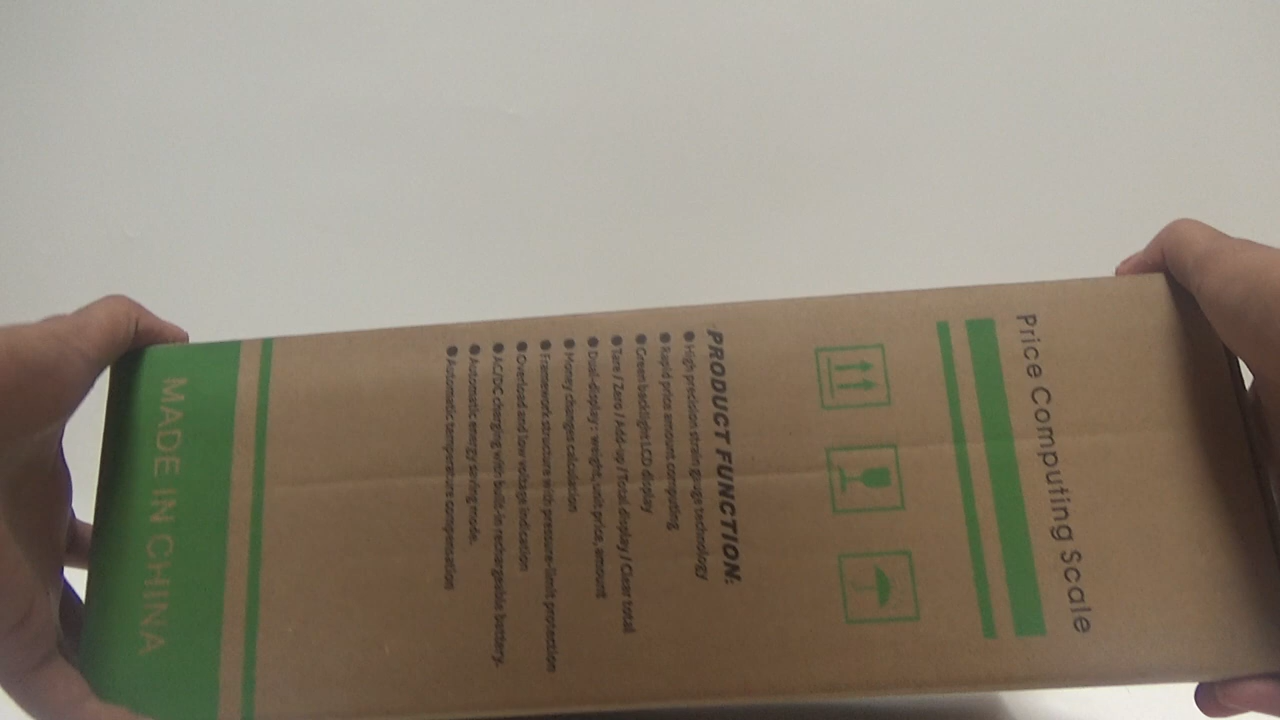 Price Computing Scale
PRODUCT FUNCTION:
● High precision strain gauge technology
● Rapid price amount computing
● Green backlight LCD display
● Tare / Zero / Add-up / Total display / Clear total
● Dual-display : weight, unit price, amount
● Money changes calculation
● Framework structure with pressure-limit protection
● Overload and low voltage indication
● AC/DC charging with built-in rechargeable battery.
● Automatic energy saving mode.
● Automatic temperature compensation
MADE IN CHINA